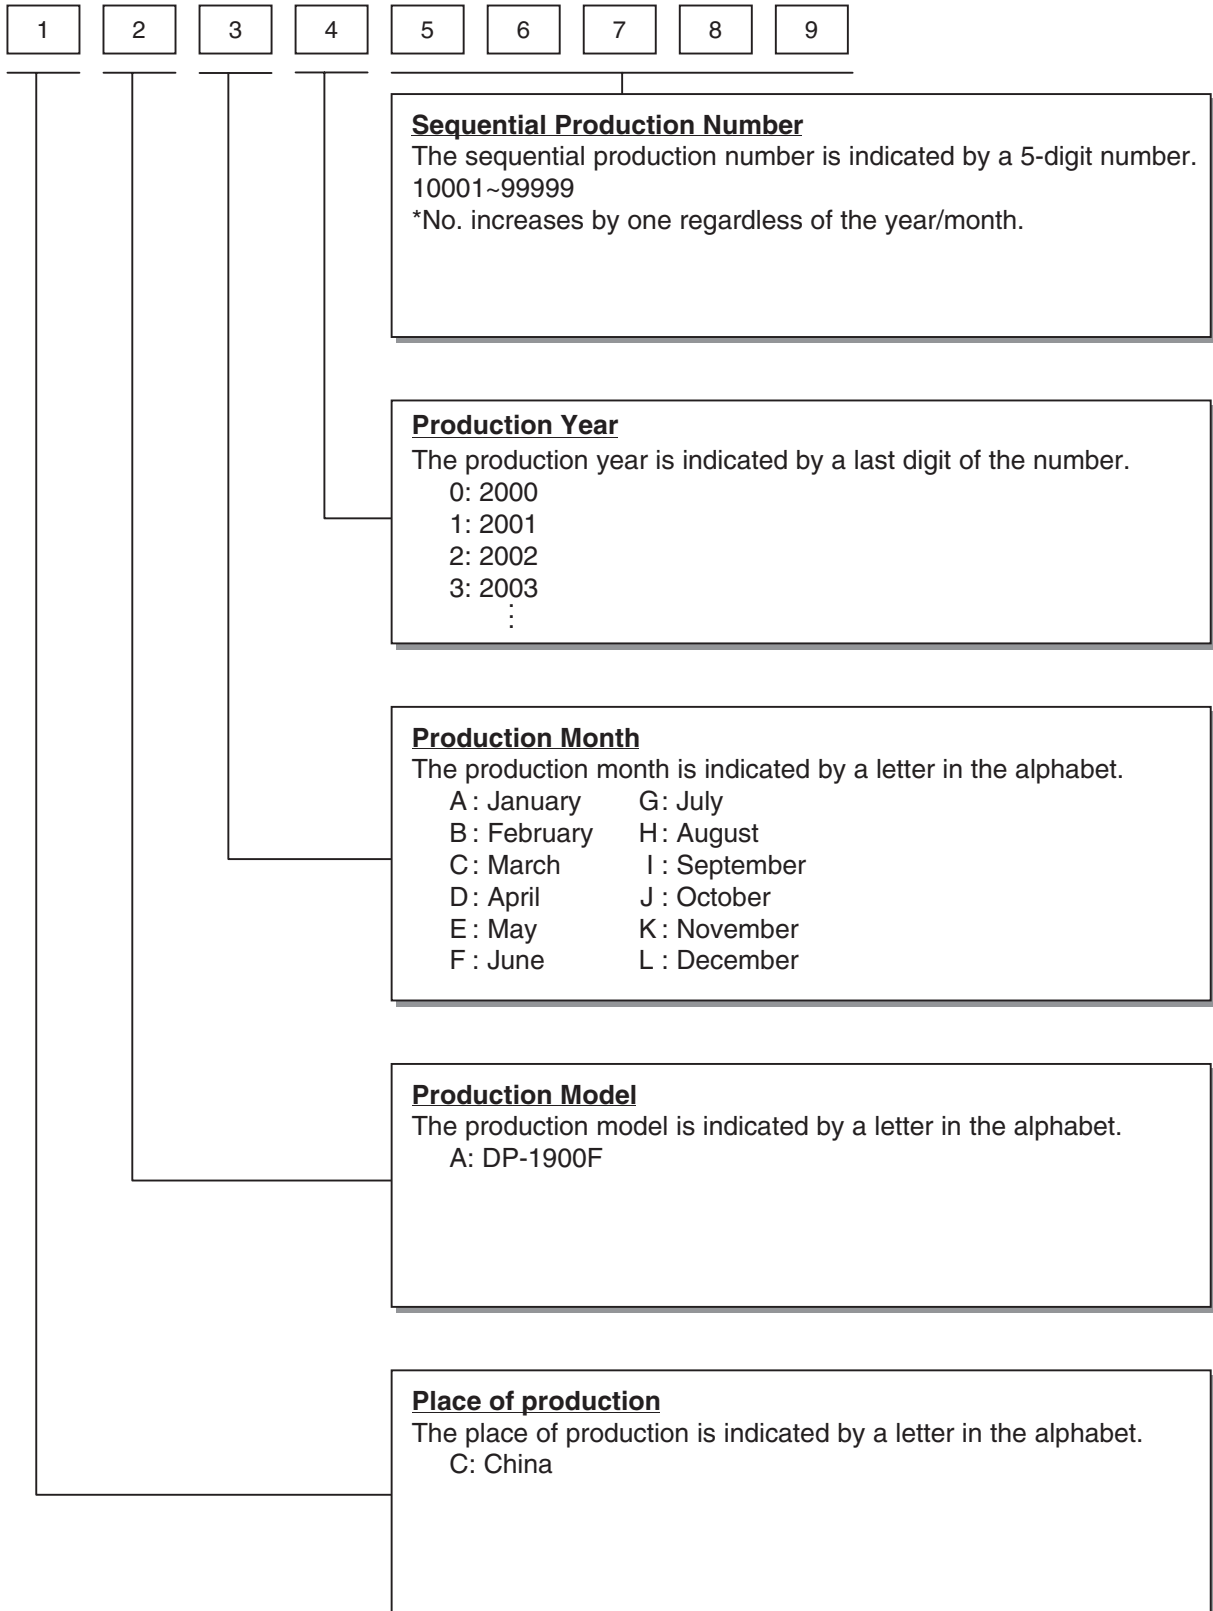 1 2 3 4 5 6 7 8 9
Sequential Production Number
The sequential production number is indicated by a 5-digit number.
10001~99999
*No. increases by one regardless of the year/month.
Production Year
The production year is indicated by a last digit of the number.
0: 2000
1: 2001
2: 2002
3: 2003
⋮
Production Month
The production month is indicated by a letter in the alphabet.
A : January G : July
B : February H : August
C : March I : September
D : April J : October
E : May K : November
F : June L : December
Production Model
The production model is indicated by a letter in the alphabet.
A: DP-1900F
Place of production
The place of production is indicated by a letter in the alphabet.
C: China